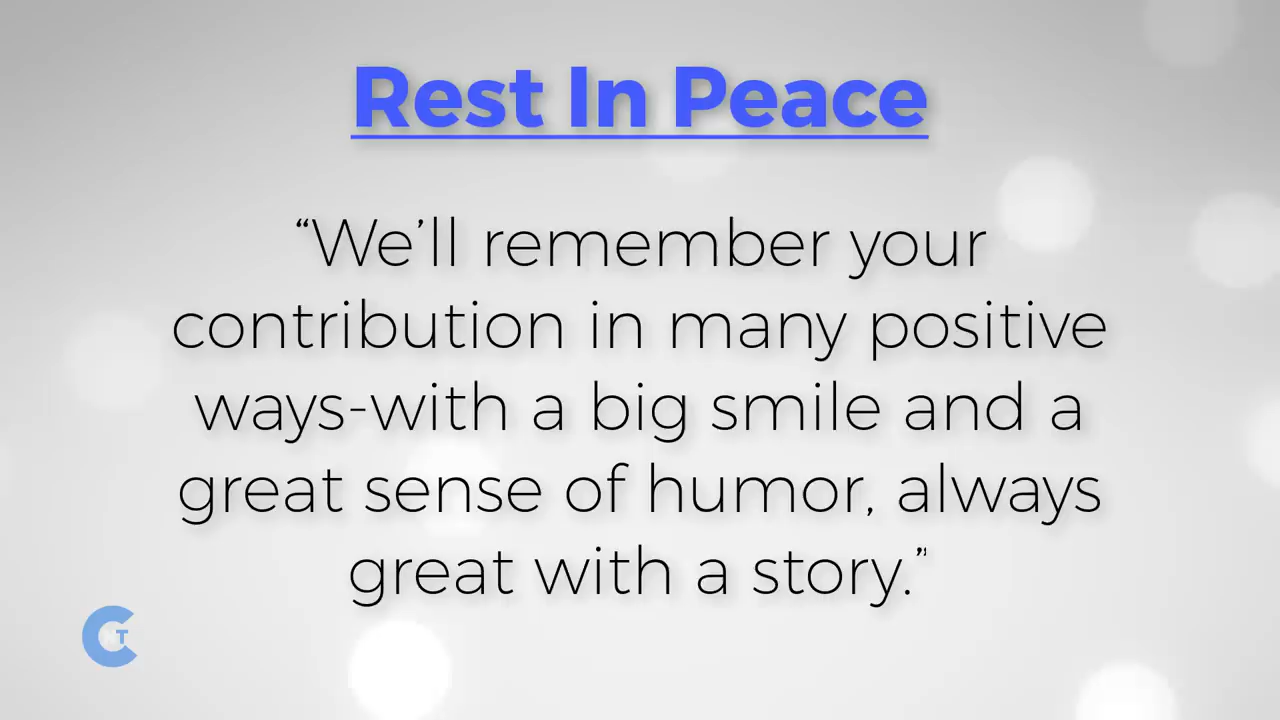 Rest In Peace
“We’ll remember your
contribution in many positive
ways-with a big smile and a
great sense of humor, always
great with a story.”
CT